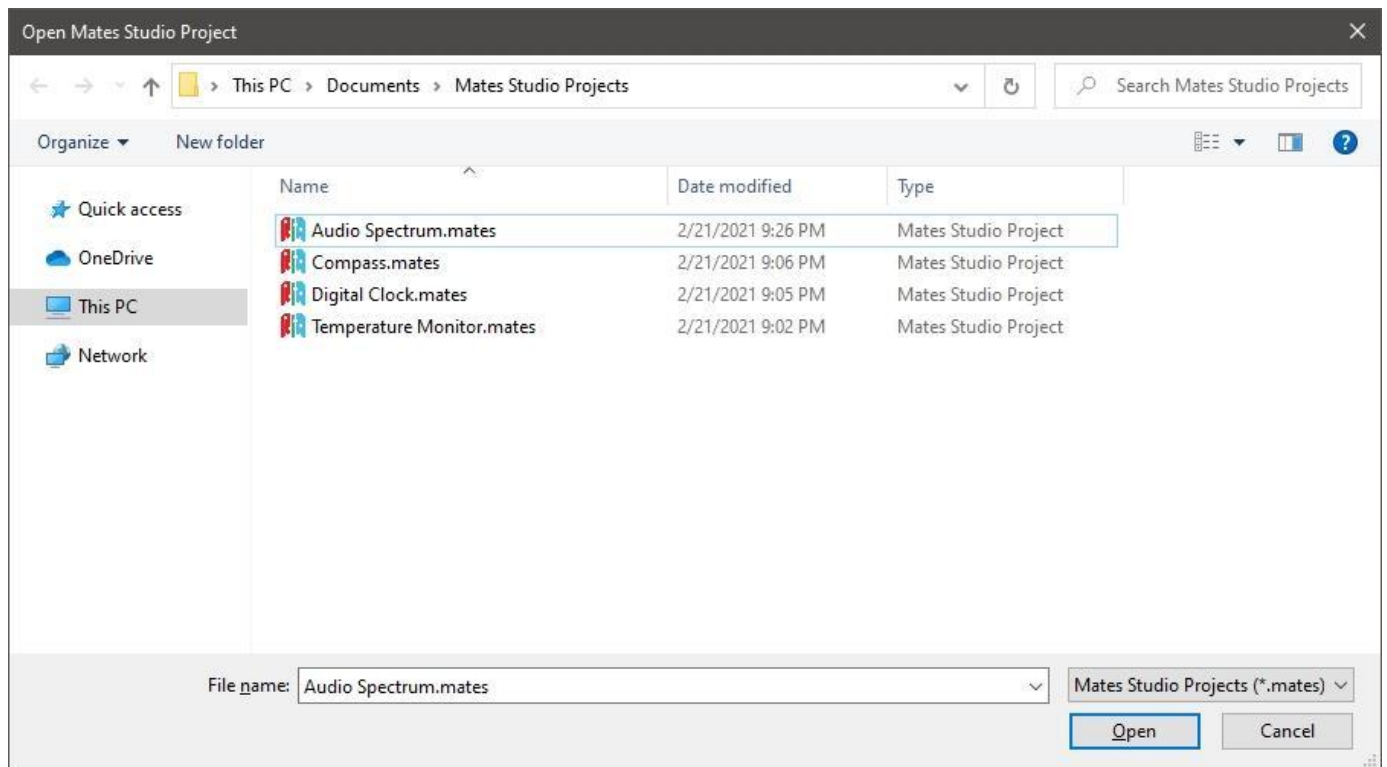 Open Mates Studio Project
This PC > Documents > Mates Studio Projects
Search Mates Studio Projects
Organize
New folder
Name Date modified Type
Quick access
OneDrive
This PC
Network
Audio Spectrum.mates 2/21/2021 9:26 PM Mates Studio Project
Compass.mates 2/21/2021 9:06 PM Mates Studio Project
Digital Clock.mates 2/21/2021 9:05 PM Mates Studio Project
Temperature Monitor.mates 2/21/2021 9:02 PM Mates Studio Project
File name: Audio Spectrum.mates
Mates Studio Projects (*.mates)
Open Cancel